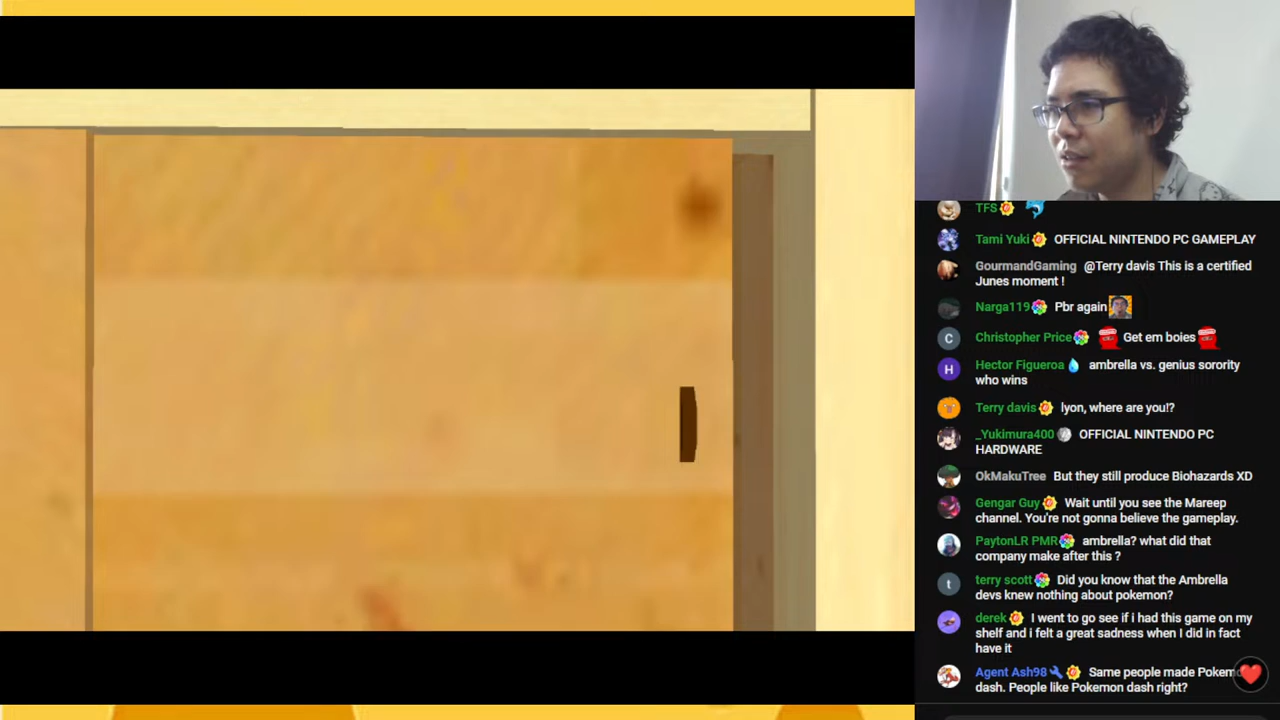 TFS
Tami Yuki OFFICIAL NINTENDO PC GAMEPLAY
GourmandGaming @Terry davis This is a certified
Junes moment !
Narga119 Pbr again
C Christopher Price Get em boies
H Hector Figueroa ambrella vs. genius sorority
who wins
Terry davis lyon, where are you!?
_Yukimura400 OFFICIAL NINTENDO PC
HARDWARE
OkMakuTree But they still produce Biohazards XD
Gengar Guy Wait until you see the Mareep
channel. You're not gonna believe the gameplay.
PaytonLR PMR ambrella? what did that
company make after this ?
t terry scott Did you know that the Ambrella
devs knew nothing about pokemon?
derek I went to go see if i had this game on my
shelf and i felt a great sadness when I did in fact
have it
Agent Ash98 Same people made Pokem
dash. People like Pokemon dash right?